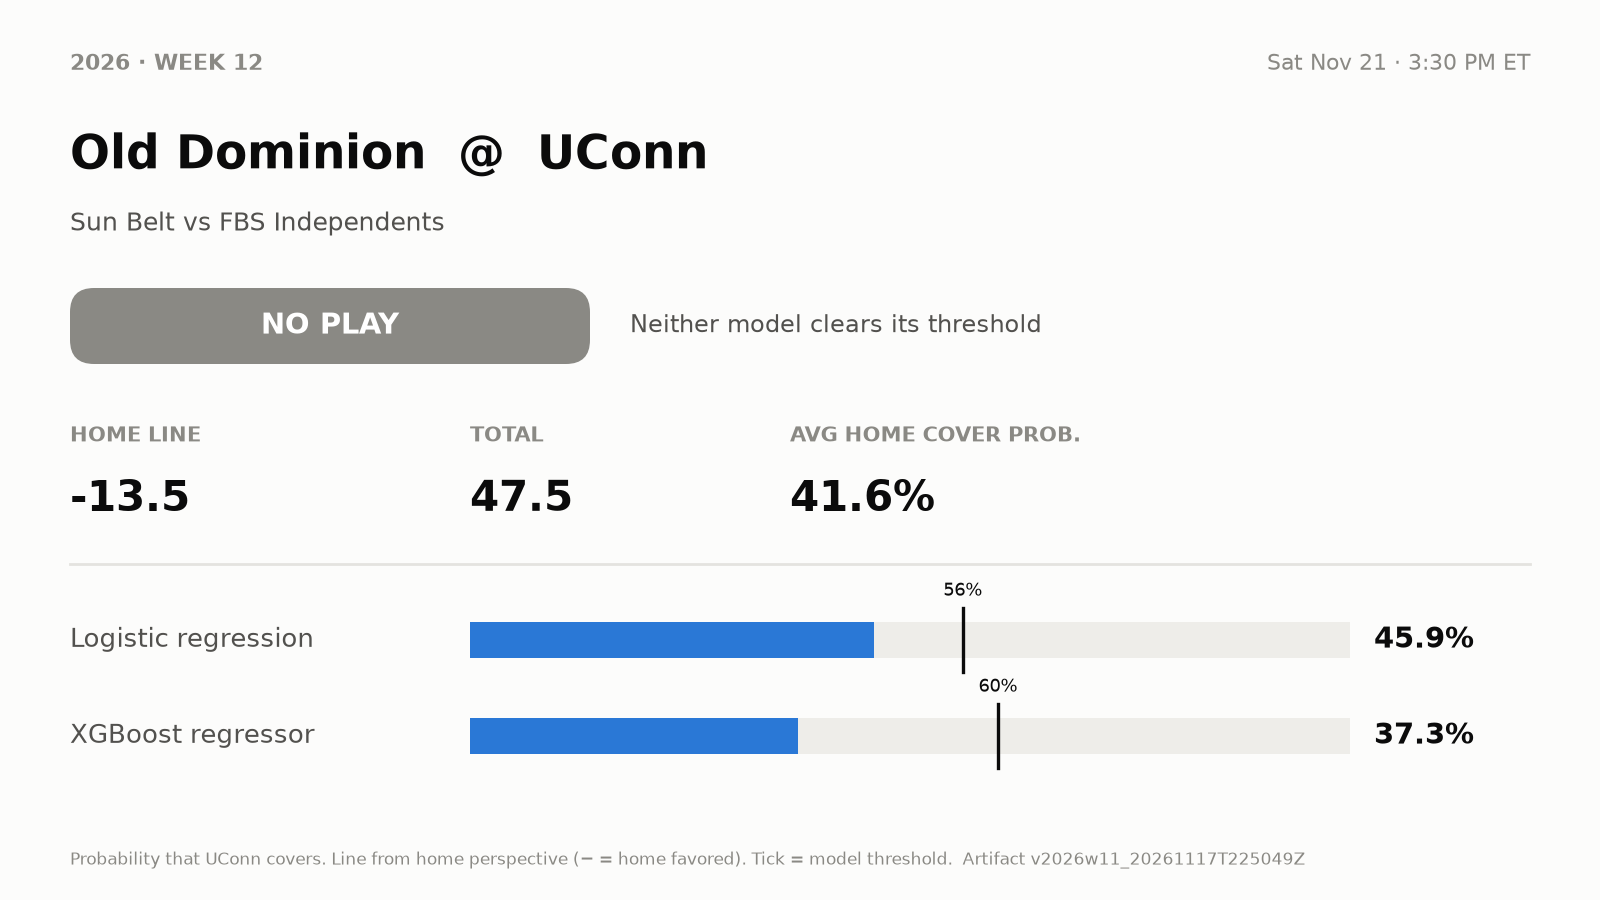 2026 · WEEK 12
Sat Nov 21 · 3:30 PM ET
Old Dominion @ UConn
Sun Belt vs FBS Independents
NO PLAY
Neither model clears its threshold
HOME LINE
TOTAL
AVG HOME COVER PROB.
-13.5
47.5
41.6%
56%
Logistic regression
45.9%
60%
XGBoost regressor
37.3%
Probability that UConn covers. Line from home perspective (− = home favored). Tick = model threshold. Artifact v2026w11_20261117T225049Z